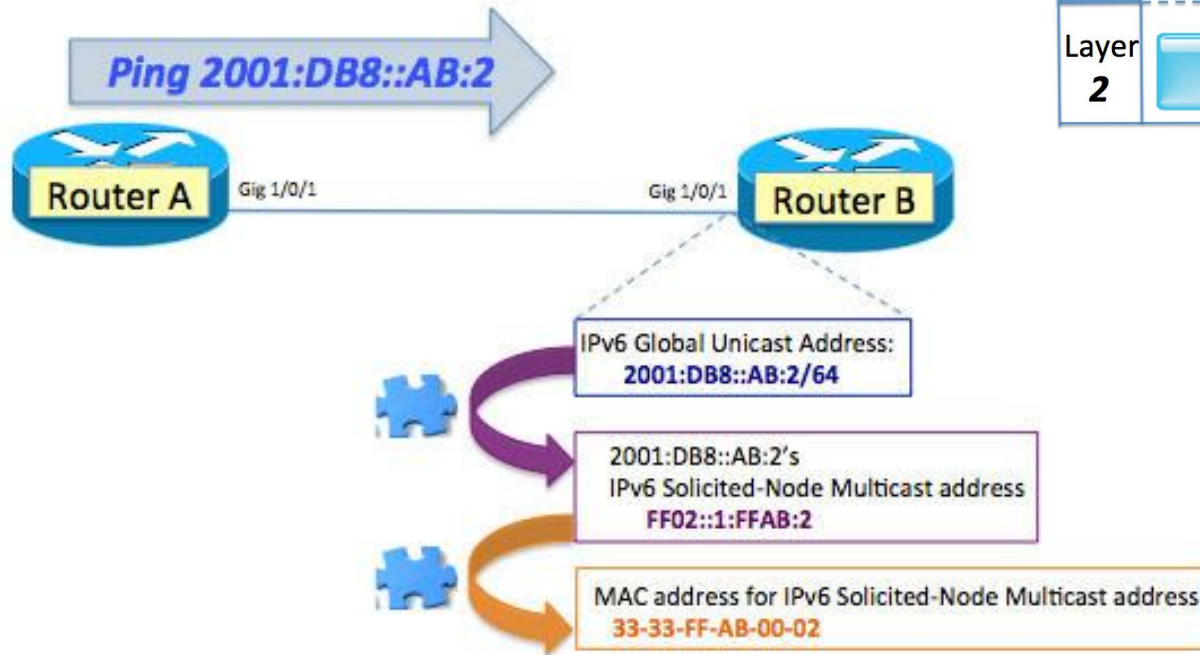 Ping 2001:DB8::AB:2
Layer
2
Router A
Gig 1/0/1
Gig 1/0/1
Router B
IPv6 Global Unicast Address:
2001:DB8::AB:2/64
2001:DB8::AB:2's
IPv6 Solicited-Node Multicast address
FF02::1:FFAB:2
MAC address for IPv6 Solicited-Node Multicast address
33-33-FF-AB-00-02